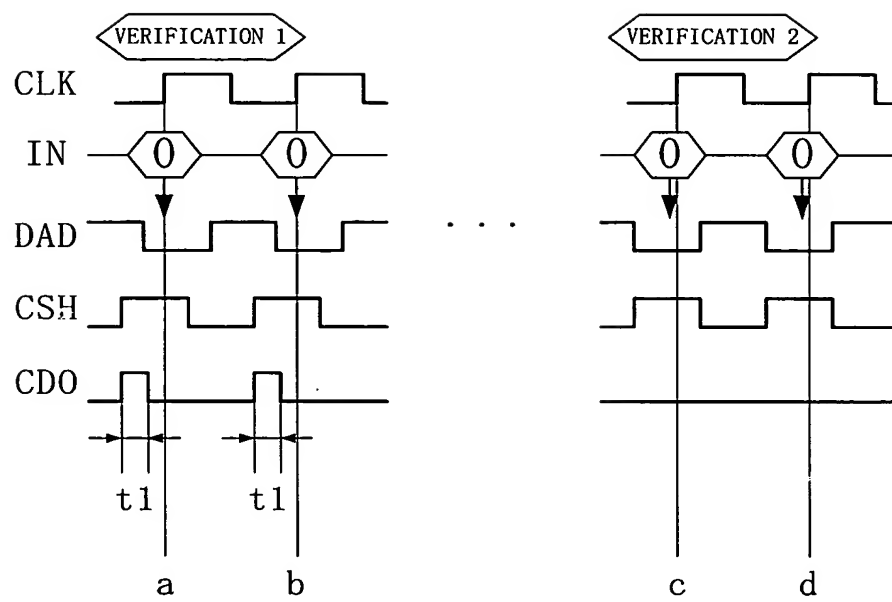 VERIFICATION 1 VERIFICATION 2
CLK
IN 0 0 0 0
DAD . . .
CSH
CDO
t1 t1
a b c d